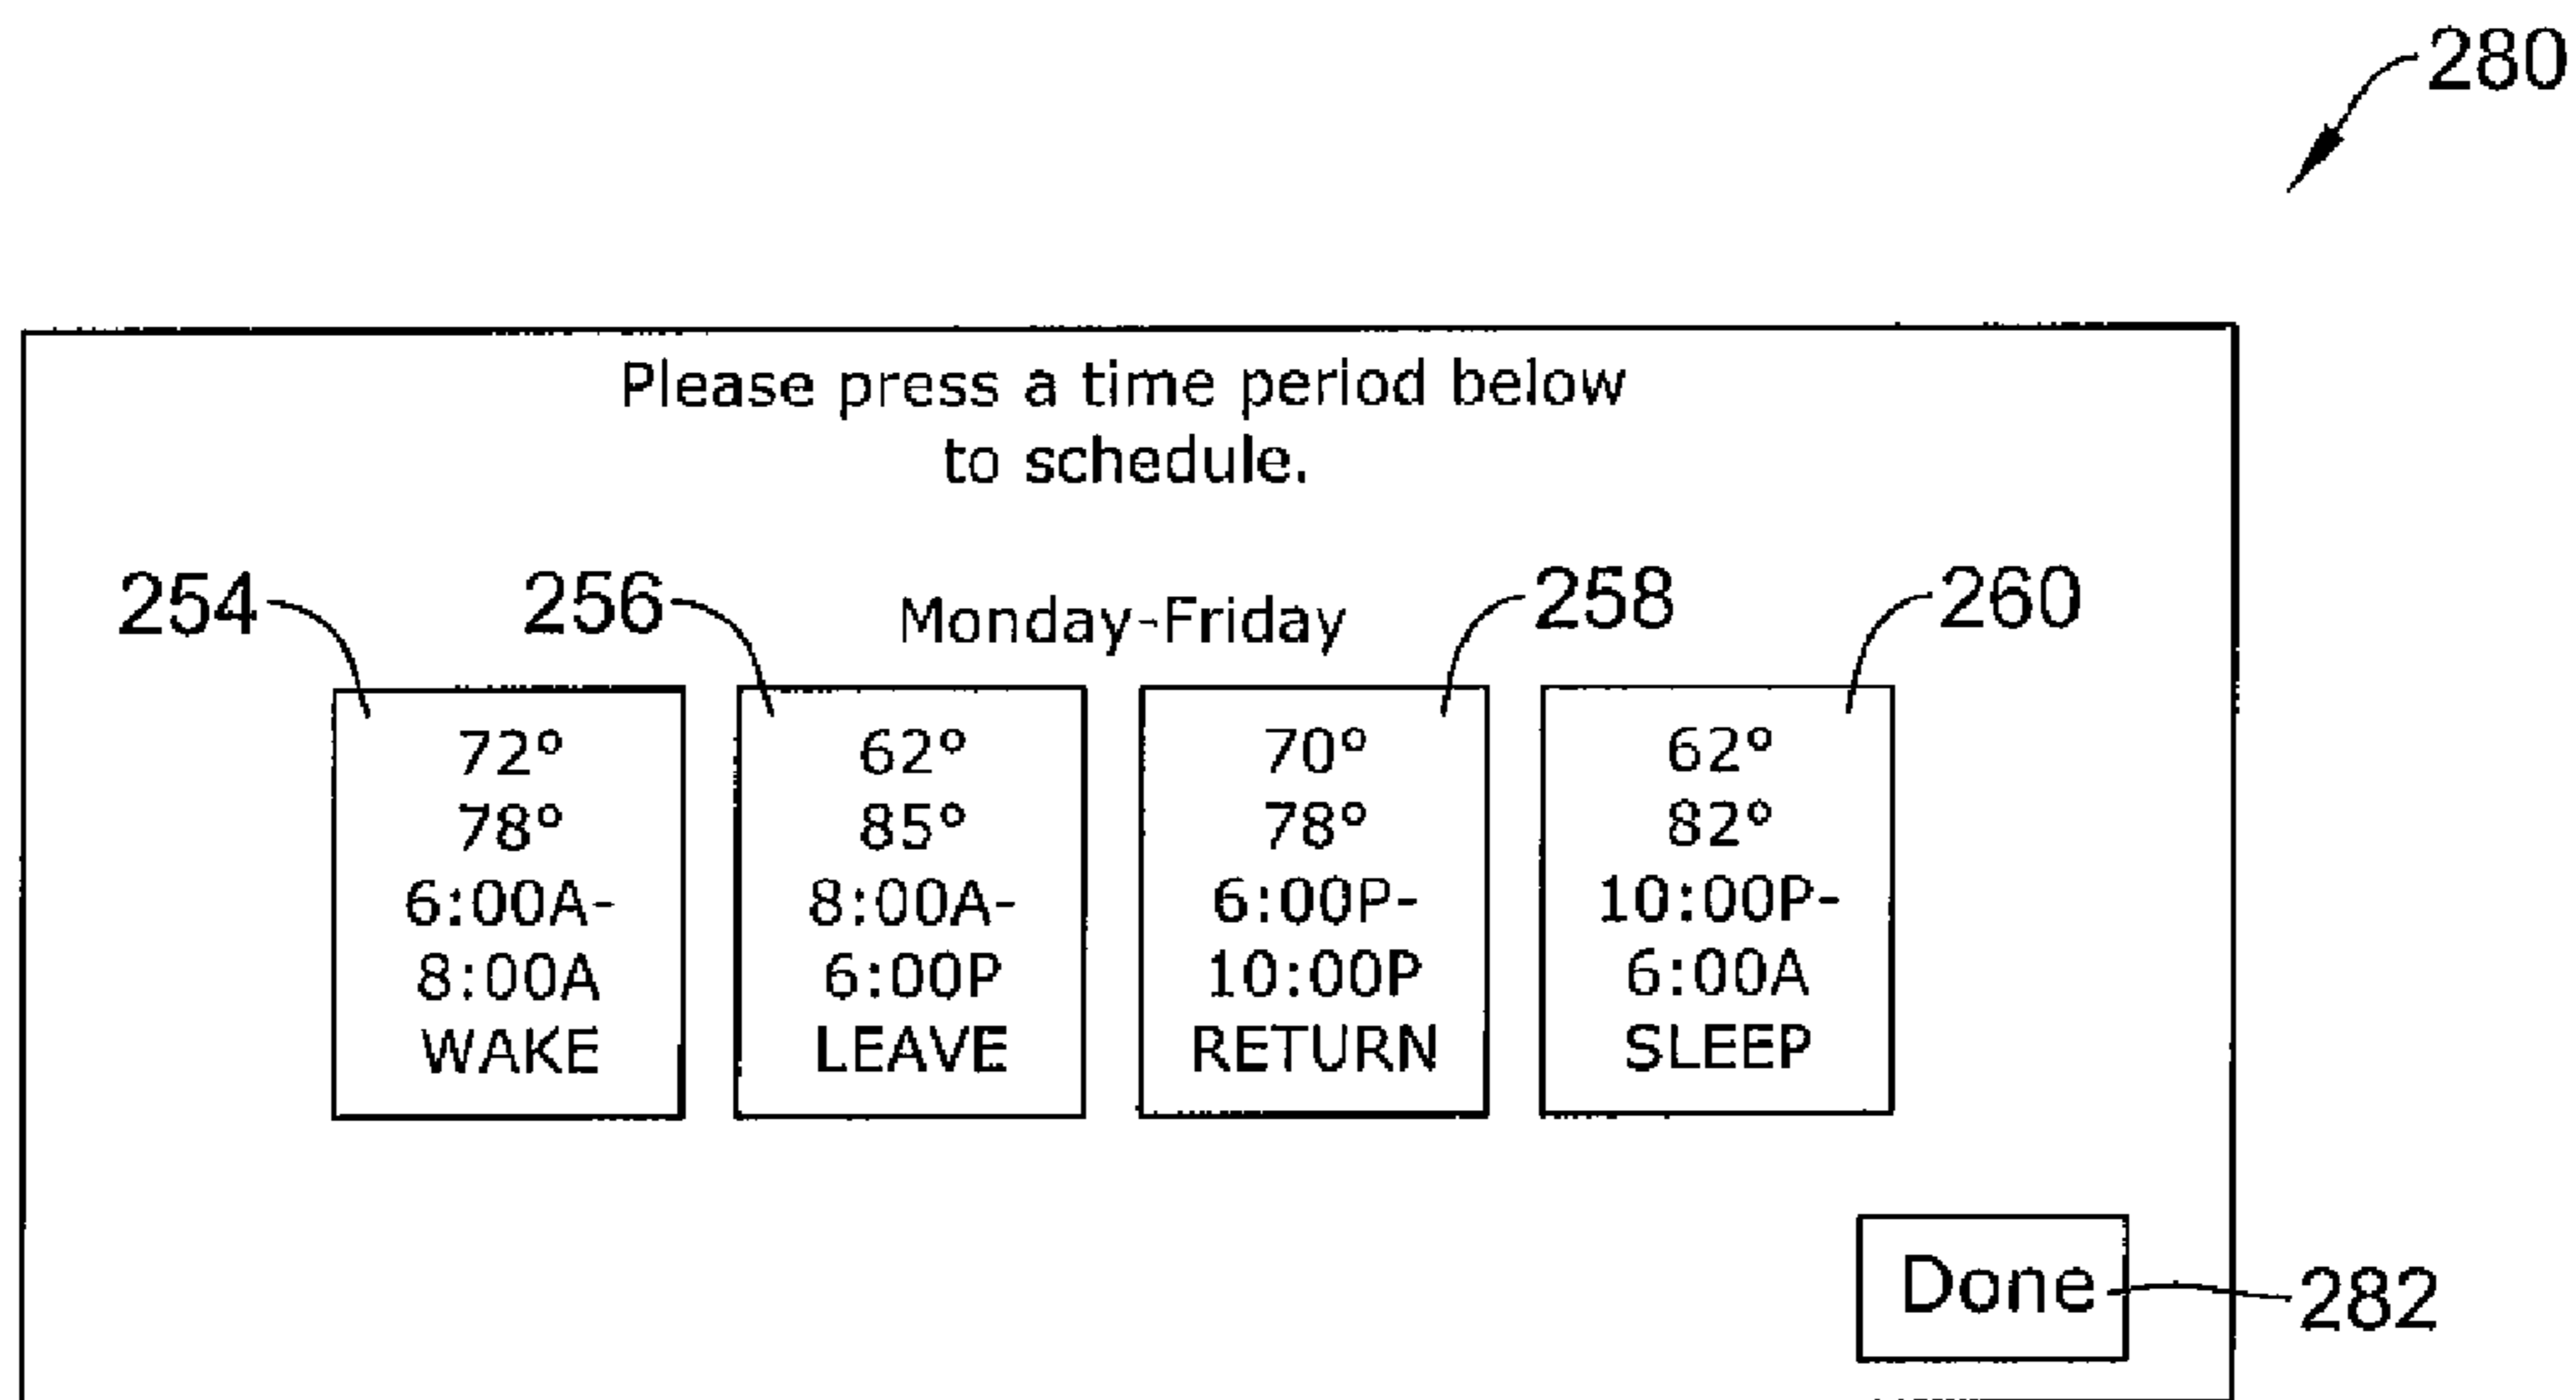 280
Please press a time period below
to schedule.
254
256
Monday-Friday
258
260
72°
78°
6:00A-
8:00A
WAKE
62°
85°
8:00A-
6:00P
LEAVE
70°
78°
6:00P-
10:00P
RETURN
62°
82°
10:00P-
6:00A
SLEEP
Done
282